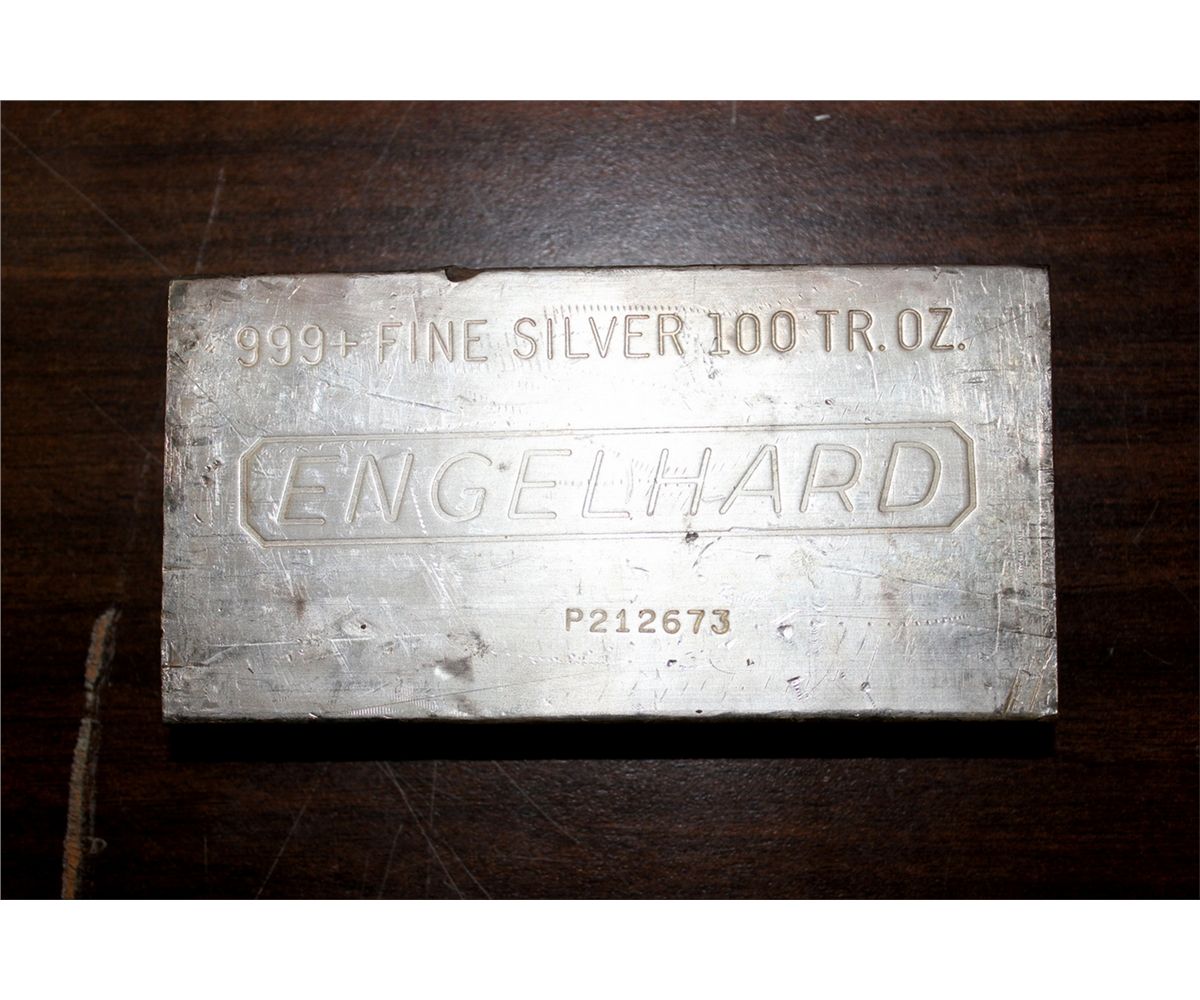 999+ FINE SILVER 100 TR. OZ.
ENGELHARD
P212673